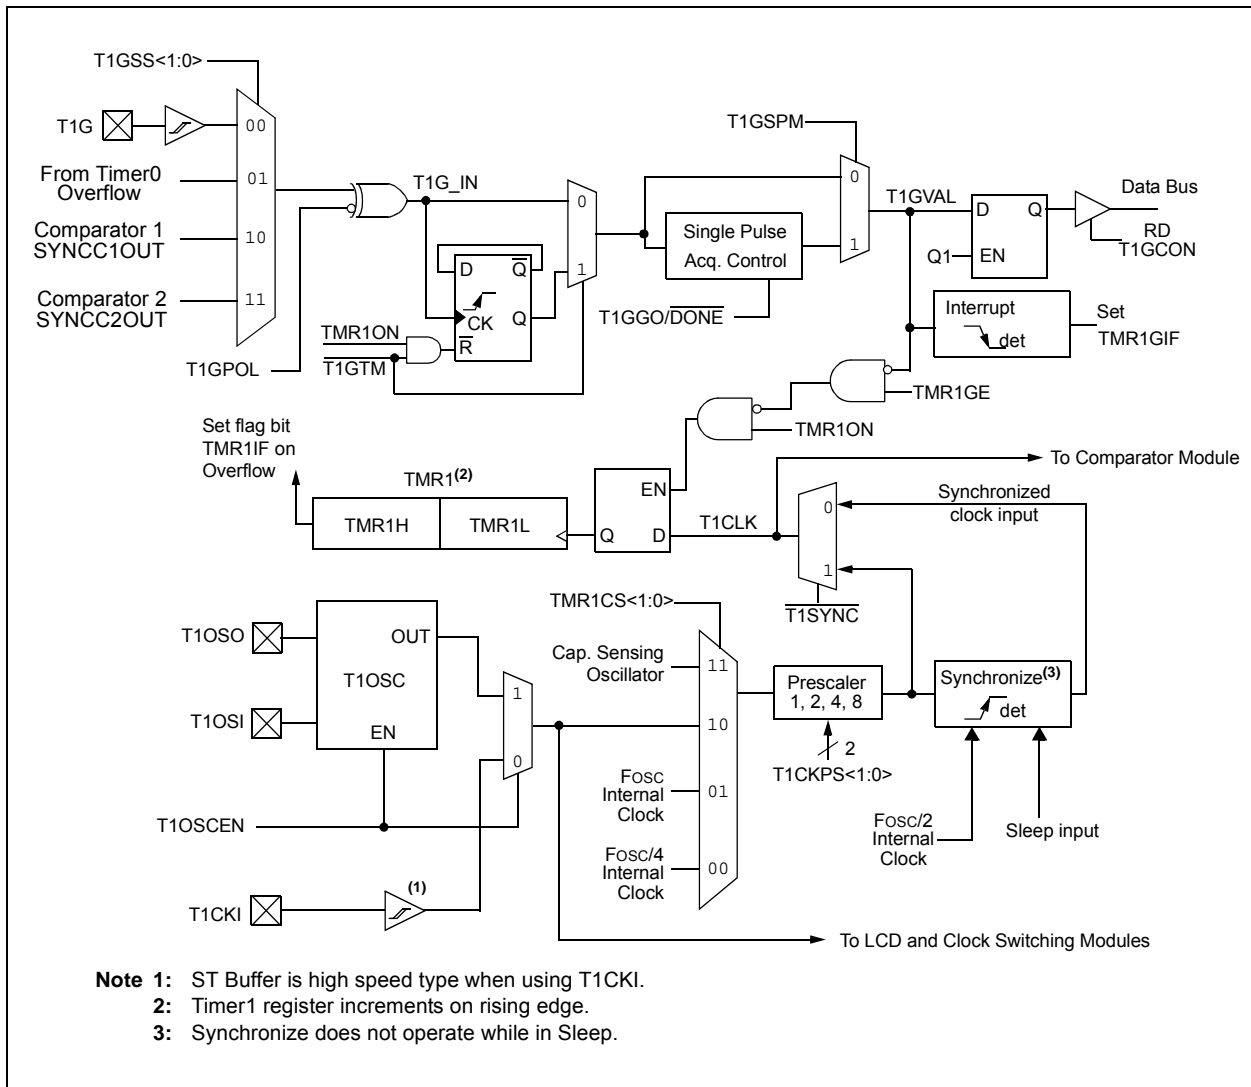 T1GSS<1:0>
T1G
00
From Timer0
Overflow
01
Comparator 1
SYNCC1OUT
10
Comparator 2
SYNCC2OUT
11
T1GPOL
T1G_IN
0
1
D
Q
CK
Q
R
TMR1ON
T1GTM
T1GSPM
0
1
Single Pulse
Acq. Control
T1GGO/DONE
T1GVAL
D
Q
Q1
EN
Data Bus
RD
T1GCON
Interrupt
det
Set
TMR1GIF
TMR1GE
TMR1ON
Set flag bit
TMR1IF on
Overflow
TMR1(2)
TMR1H
TMR1L
EN
Q
D
T1CLK
To Comparator Module
Synchronized
clock input
0
1
T1SYNC
TMR1CS<1:0>
T1OSO
OUT
T1OSC
T1OSI
EN
1
0
T1OSCEN
T1CKI
(1)
Cap. Sensing
Oscillator
11
10
FOSC
Internal
Clock
01
FOSC/4
Internal
Clock
00
Prescaler
1, 2, 4, 8
2
T1CKPS<1:0>
Synchronize(3)
det
FOSC/2
Internal
Clock
Sleep input
To LCD and Clock Switching Modules
Note 1: ST Buffer is high speed type when using T1CKI.
2: Timer1 register increments on rising edge.
3: Synchronize does not operate while in Sleep.